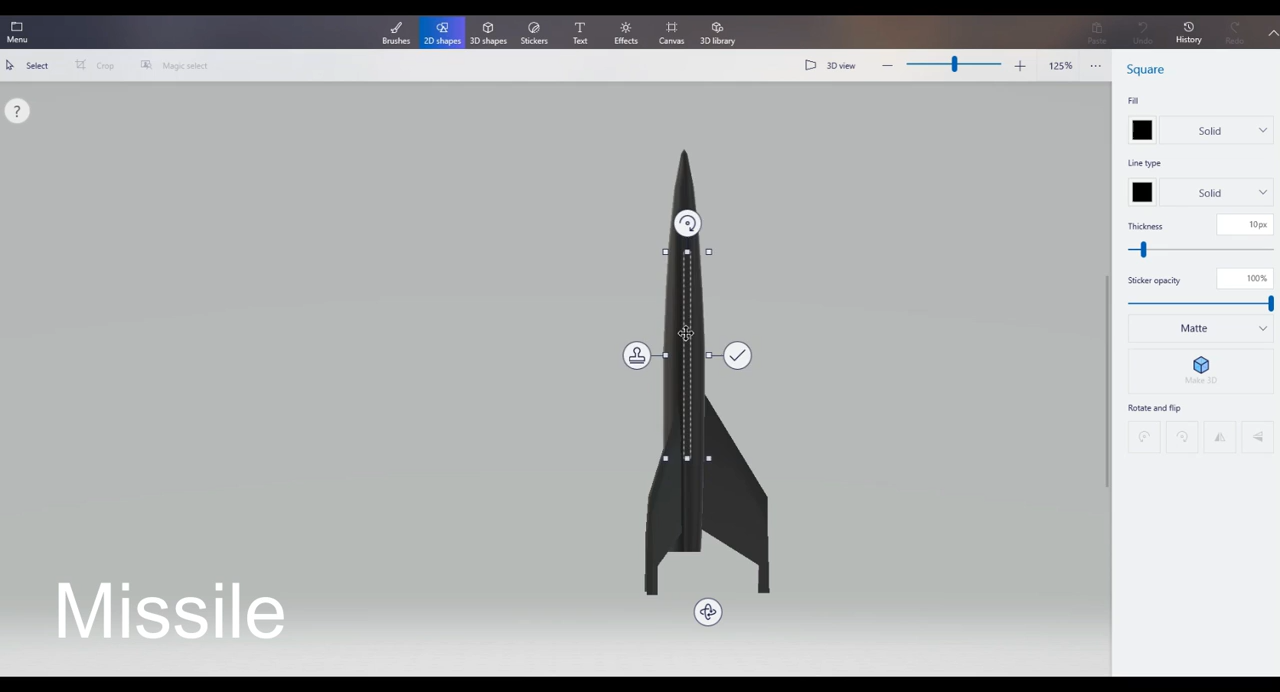 Menu
Brushes
2D shapes
3D shapes
Stickers
Text
Effects
Canvas
3D library
Paste
Undo
History
Redo
Select
Crop
Magic select
3D view
125%
Square
?
Fill
Solid
Line type
Solid
Thickness
10px
Sticker opacity
100%
Matte
Make 3D
Rotate and flip
Missile